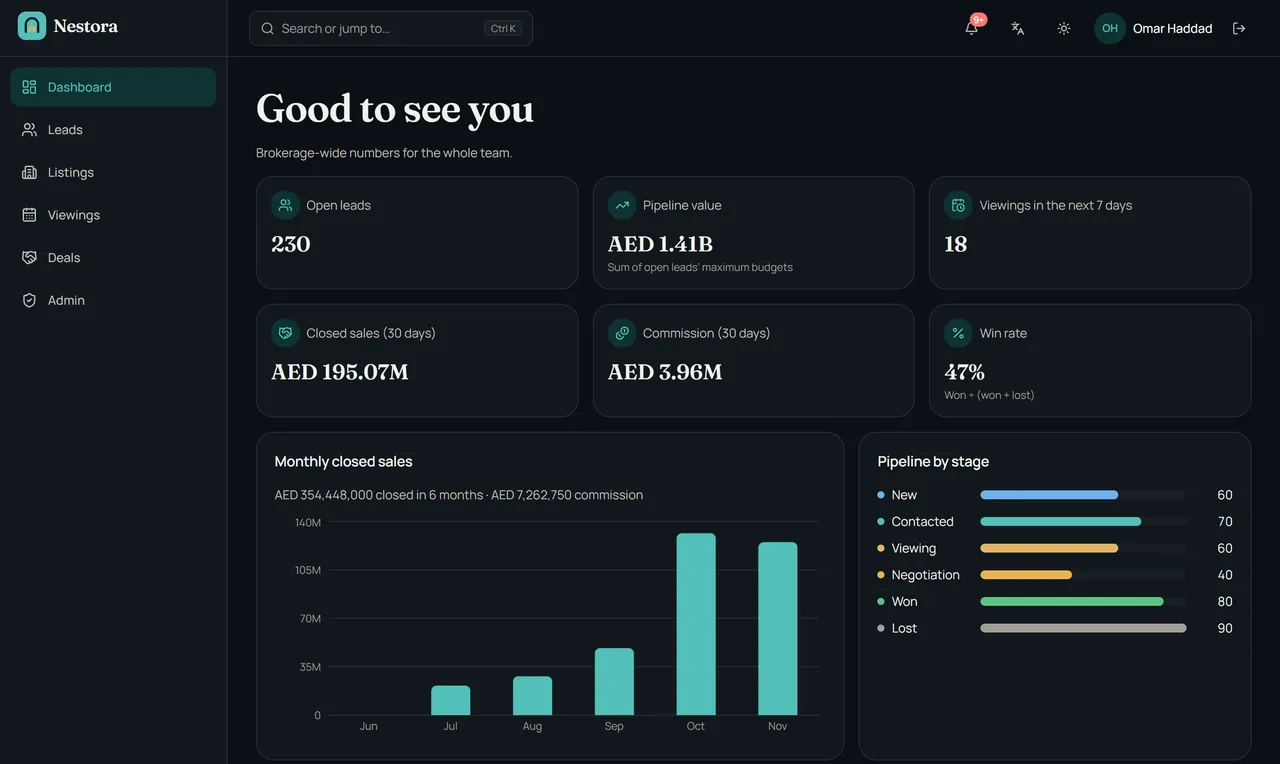 Nestora
Search or jump to...
Ctrl K
9+
OH
Omar Haddad
Dashboard
Leads
Listings
Viewings
Deals
Admin
Good to see you
Brokerage-wide numbers for the whole team.
Open leads
230
Pipeline value
AED 1.41B
Sum of open leads' maximum budgets
Viewings in the next 7 days
18
Closed sales (30 days)
AED 195.07M
Commission (30 days)
AED 3.96M
Win rate
47%
Won ÷ (won + lost)
Monthly closed sales
AED 354,448,000 closed in 6 months · AED 7,262,750 commission
140M
105M
70M
35M
0
Jun Jul Aug Sep Oct Nov
Pipeline by stage
New 60
Contacted 70
Viewing 60
Negotiation 40
Won 80
Lost 90